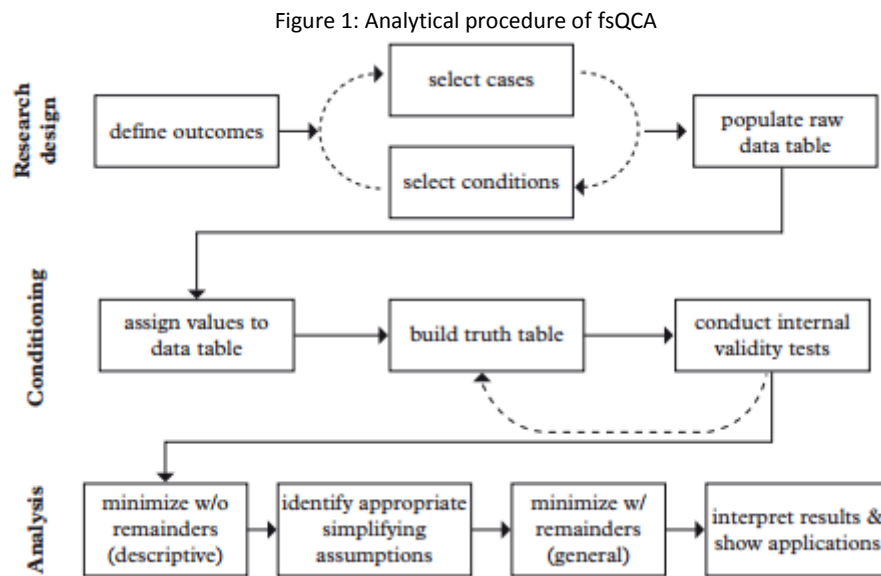 Figure 1: Analytical procedure of fsQCA
Research
design
define outcomes
select cases
select conditions
populate raw
data table
Conditioning
assign values to
data table
build truth table
conduct internal
validity tests
Analysis
minimize w/o
remainders
(descriptive)
identify appropriate
simplifying
assumptions
minimize w/
remainders
(general)
interpret results &
show applications